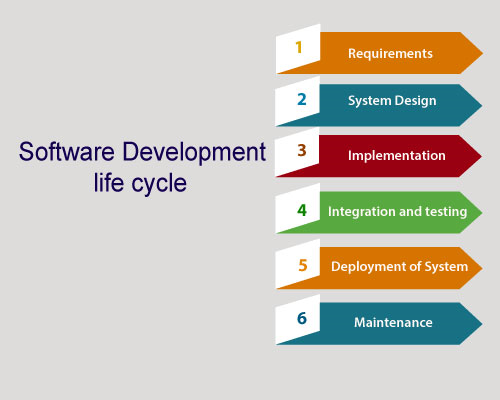 Software Development
life cycle
1 Requirements
2 System Design
3 Implementation
4 Integration and testing
5 Deployment of System
6 Maintenance